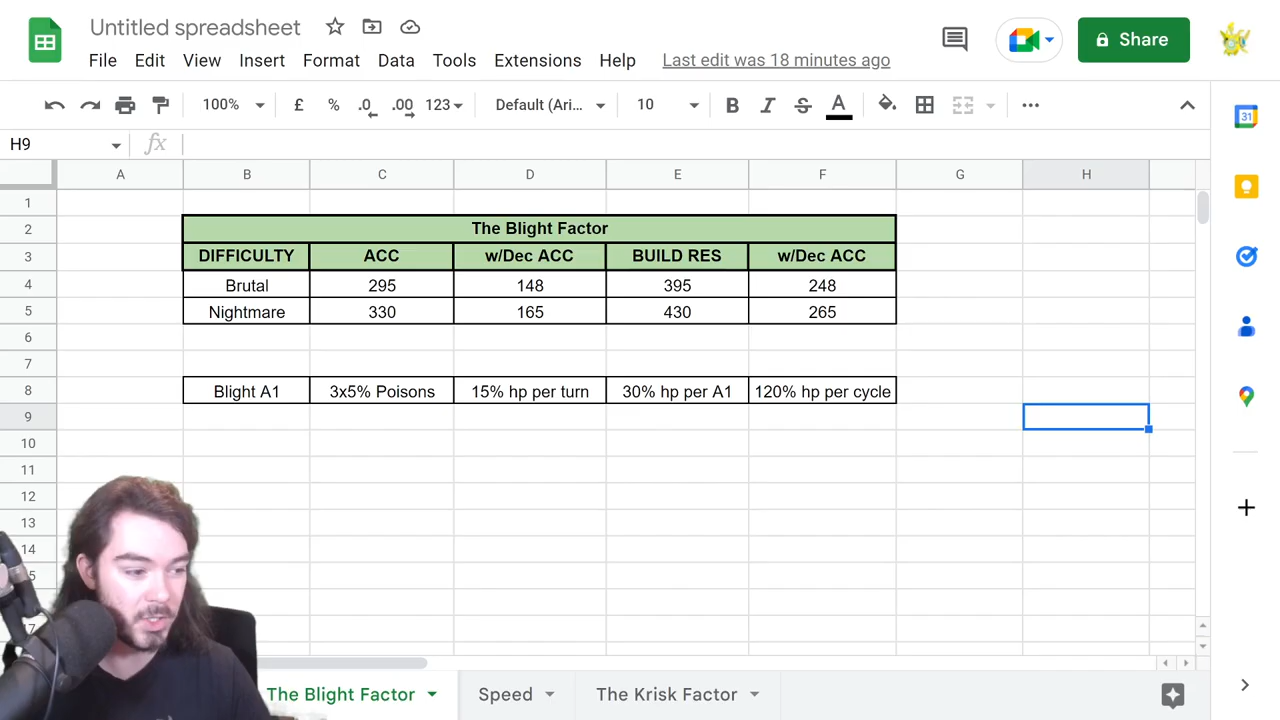 Untitled spreadsheet
File Edit View Insert Format Data Tools Extensions Help Last edit was 18 minutes ago
Share
100% £ % .0 .00 123 Default (Ari... 10 B I S A
31
H9 fx
A B C D E F G H
1
2 The Blight Factor
3 DIFFICULTY ACC w/Dec ACC BUILD RES w/Dec ACC
4 Brutal 295 148 395 248
5 Nightmare 330 165 430 265
6
7
8 Blight A1 3x5% Poisons 15% hp per turn 30% hp per A1 120% hp per cycle
9
10
11
12
13
14
The Blight Factor Speed The Krisk Factor